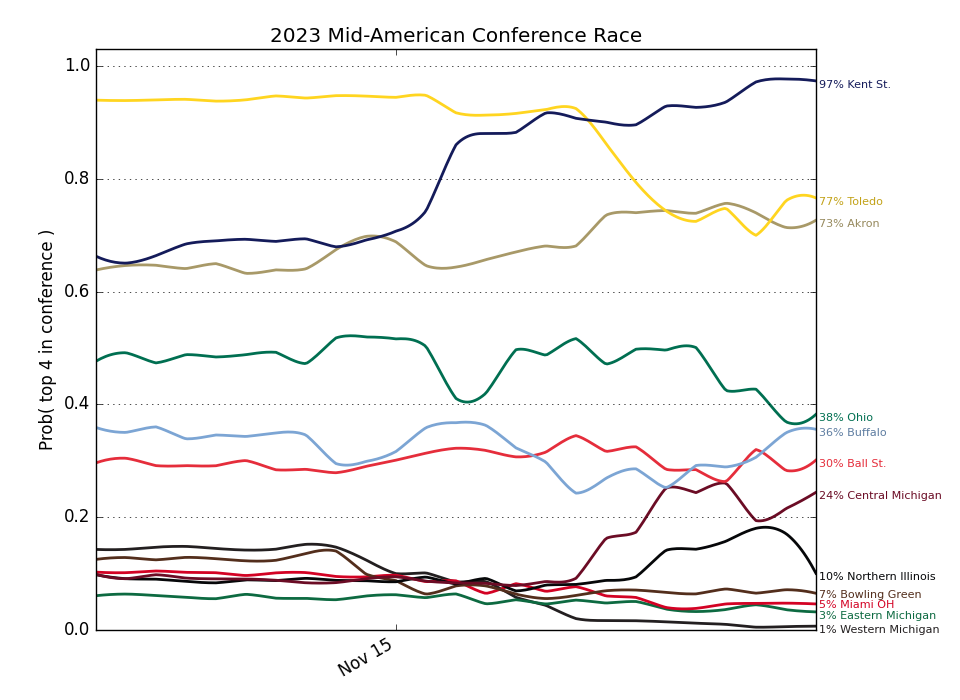 2023 Mid-American Conference Race
Prob( top 4 in conference )
1.0
0.8
0.6
0.4
0.2
0.0
Nov 15
97% Kent St.
77% Toledo
73% Akron
38% Ohio
36% Buffalo
30% Ball St.
24% Central Michigan
10% Northern Illinois
7% Bowling Green
5% Miami OH
3% Eastern Michigan
1% Western Michigan